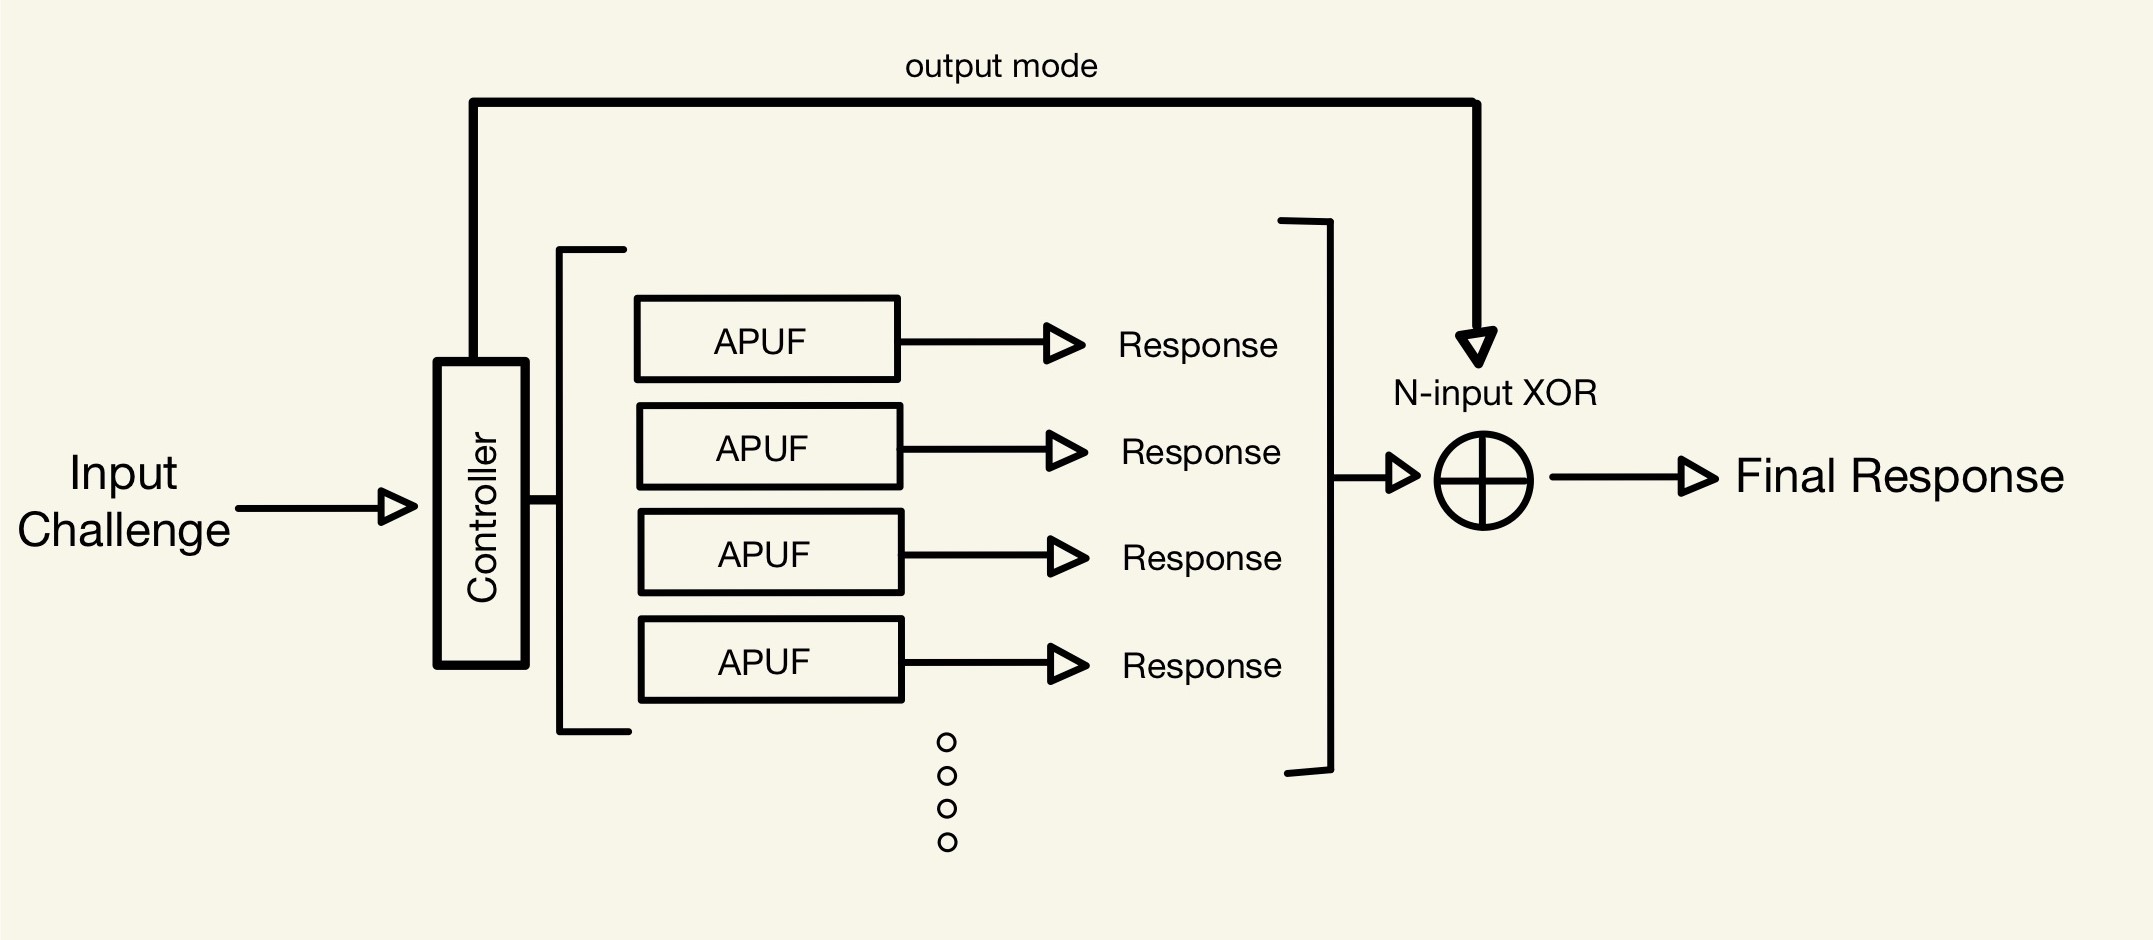 output mode
APUF
Response
N-input XOR
APUF
Response
Input
Challenge
Controller
Final Response
APUF
Response
APUF
Response